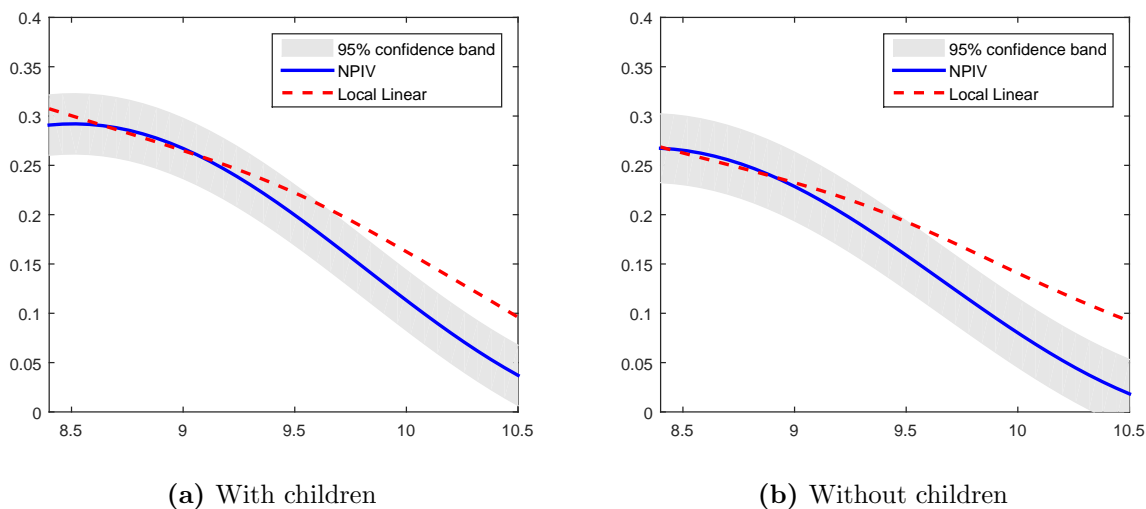 0.4
0.35
0.3
0.25
0.2
0.15
0.1
0.05
0
8.5 9 9.5 10 10.5
95% confidence band
NPIV
Local Linear
(a) With children
0.4
0.35
0.3
0.25
0.2
0.15
0.1
0.05
0
8.5 9 9.5 10 10.5
95% confidence band
NPIV
Local Linear
(b) Without children